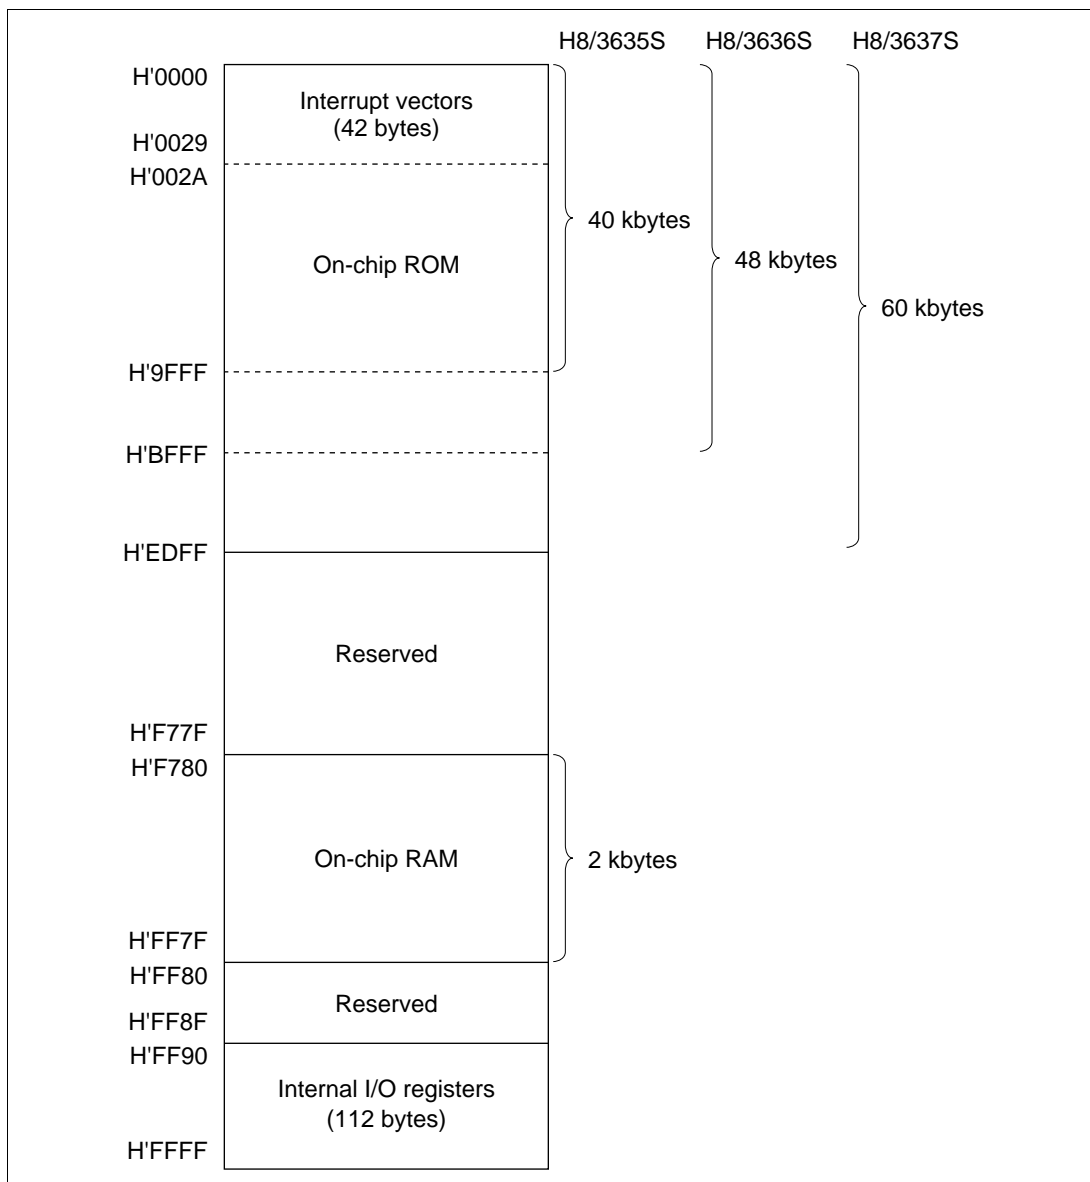 H8/3635S H8/3636S H8/3637S
H'0000
Interrupt vectors
(42 bytes)
H'0029
H'002A
40 kbytes
48 kbytes
On-chip ROM
60 kbytes
H'9FFF
H'BFFF
H'EDFF
Reserved
H'F77F
H'F780
On-chip RAM
2 kbytes
H'FF7F
H'FF80
Reserved
H'FF8F
H'FF90
Internal I/O registers
(112 bytes)
H'FFFF